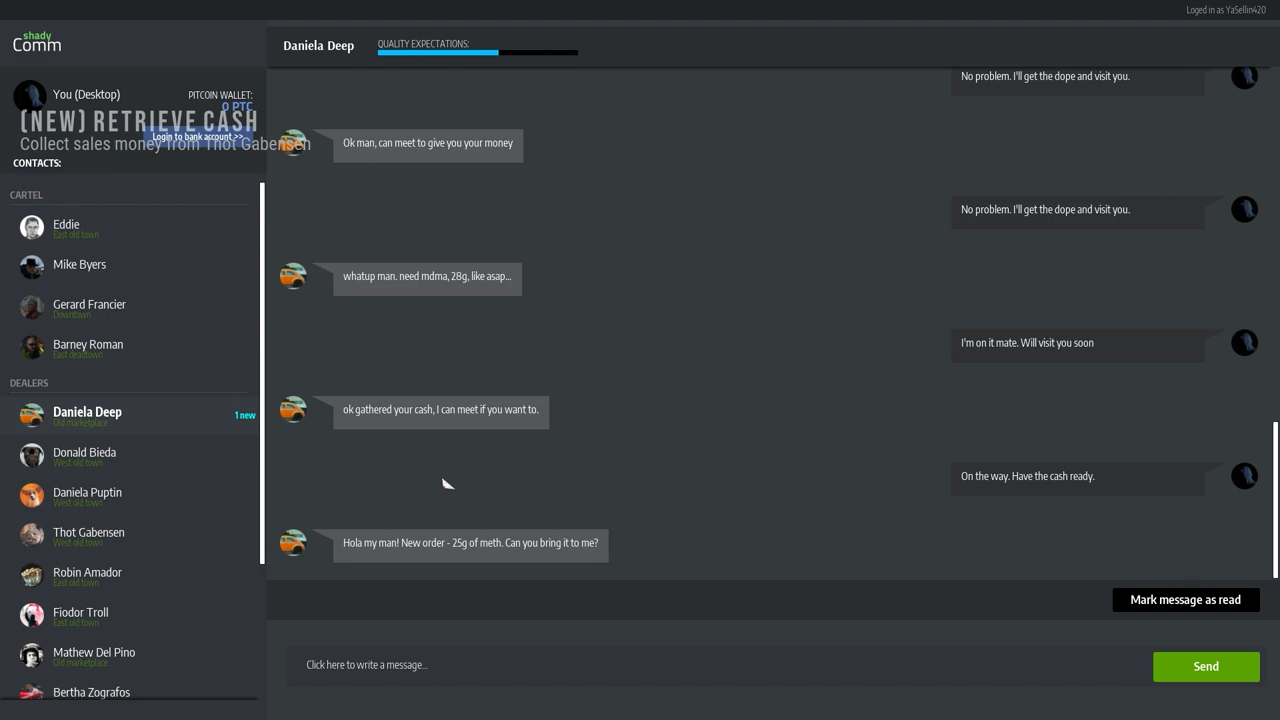 Loged in as YaSellin420
shady
Comm
You (Desktop)
PITCOIN WALLET:
0 PTC
(NEW) RETRIEVE CASH
Login to bank account >>
Collect sales money from Thot Gabensen
CONTACTS:
CARTEL
Eddie
East old town
Mike Byers
Gerard Francier
Downtown
Barney Roman
East deadtown
DEALERS
Daniela Deep
Old marketplace
1 new
Donald Bieda
West old town
Daniela Puptin
West old town
Thot Gabensen
West old town
Robin Amador
East old town
Fiodor Troll
East old town
Mathew Del Pino
Old marketplace
Bertha Zografos
Daniela Deep
QUALITY EXPECTATIONS:
No problem. I'll get the dope and visit you.
Ok man, can meet to give you your money
No problem. I'll get the dope and visit you.
whatup man. need mdma, 28g, like asap...
I'm on it mate. Will visit you soon
ok gathered your cash, I can meet if you want to.
On the way. Have the cash ready.
Hola my man! New order - 25g of meth. Can you bring it to me?
Mark message as read
Click here to write a message...
Send